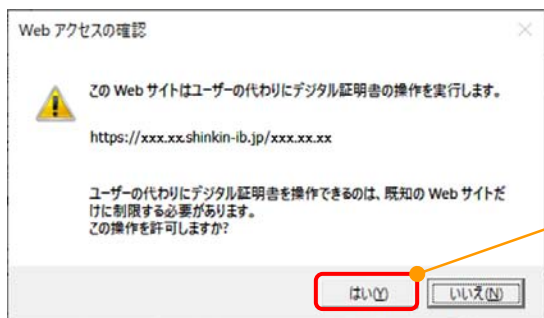 Web アクセスの確認
この Web サイトはユーザーの代わりにデジタル証明書の操作を実行します。
https://xxx.xx.shinkin-ib.jp/xxx.xx.xx
ユーザーの代わりにデジタル証明書を操作できるのは、既知の Web サイトだ
けに制限する必要があります。
この操作を許可しますか?
はい(Y)
いいえ(N)